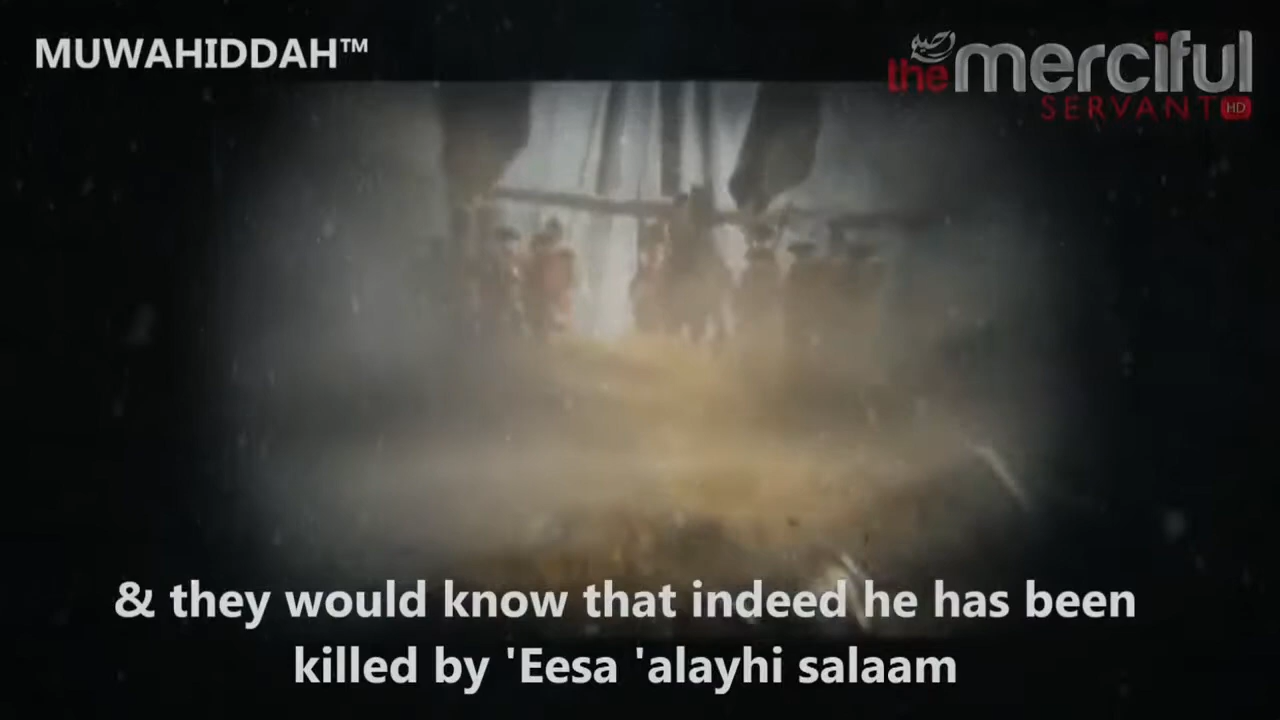 MUWAHIDDAH™
the merciful
SERVANT HD
& they would know that indeed he has been
killed by 'Eesa 'alayhi salaam